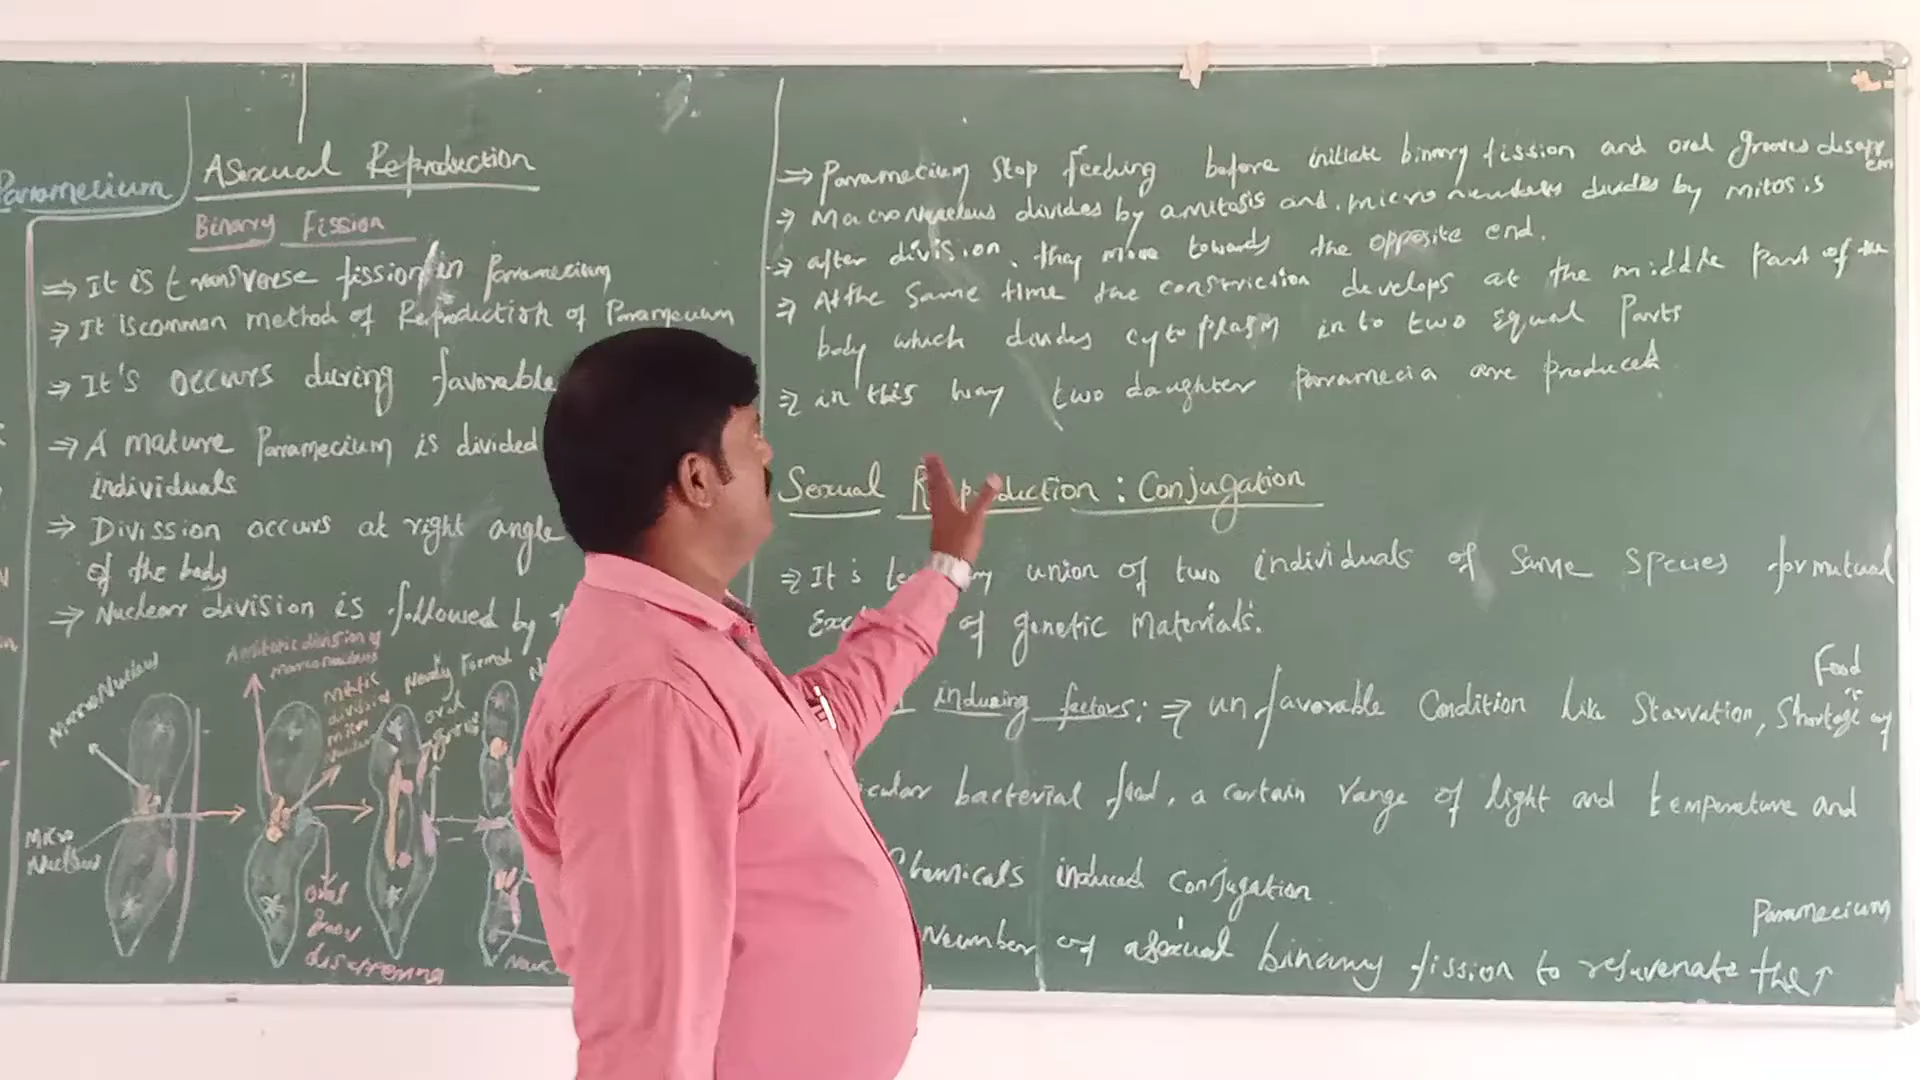 Paramecium
Asexual Reproduction
Binary Fission
⇒ It is transverse fission in Paramecium
⇒ It is common method of Reproduction of Paramecium
⇒ It's occurs during favorable
⇒ A mature Paramecium is divided
individuals
⇒ Divission occurs at right angle
of the body
⇒ Nuclear division is followed by
Amitotic division of
macronucleus
Micro
Nucleus
mitotic
division of
micro
nucleus
Newly Formed
oral
groove
oral
groov
disappearing
⇒ Paramecium stop feeding before initiate binary fission and oral grooves disappear
⇒ Macro Nucleus divides by amitosis and micro nucleus divides by mitosis
⇒ after division, they move towards the opposite end.
⇒ At the same time the constriction develops at the middle part of the
body which divides cytoplasm in to two equal parts
⇒ in this way two daughter paramecia are produced
Sexual Reproduction : Conjugation
⇒ It is union of two individuals of same species for mutual
of genetic materials.
inducing factors: ⇒ unfavorable Condition like Starvation, Shortage of
Food
bacterial food, a certain range of light and temperature and
Chemicals induced Conjugation
Number of asexual binary fission to rejuvenate the ↑
Paramecium